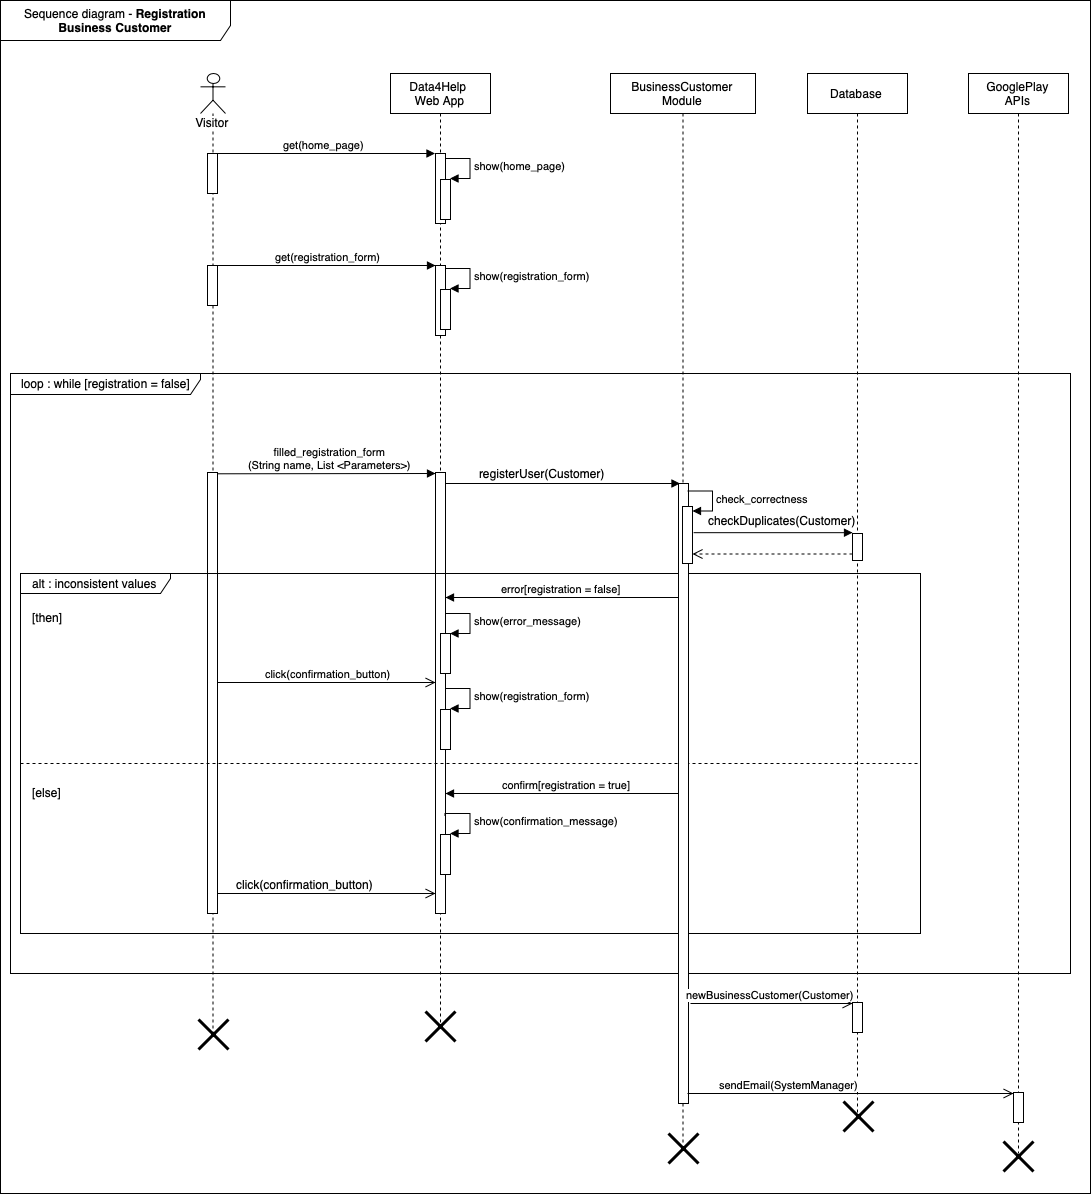 Sequence diagram - Registration
Business Customer
Visitor
Data4Help
Web App
BusinessCustomer
Module
Database
GooglePlay
APIs
get(home_page)
show(home_page)
get(registration_form)
show(registration_form)
loop : while [registration = false]
filled_registration_form
(String name, List <Parameters>)
registerUser(Customer)
check_correctness
checkDuplicates(Customer)
alt : inconsistent values
error[registration = false]
[then]
show(error_message)
click(confirmation_button)
show(registration_form)
confirm[registration = true]
[else]
show(confirmation_message)
click(confirmation_button)
newBusinessCustomer(Customer)
sendEmail(SystemManager)